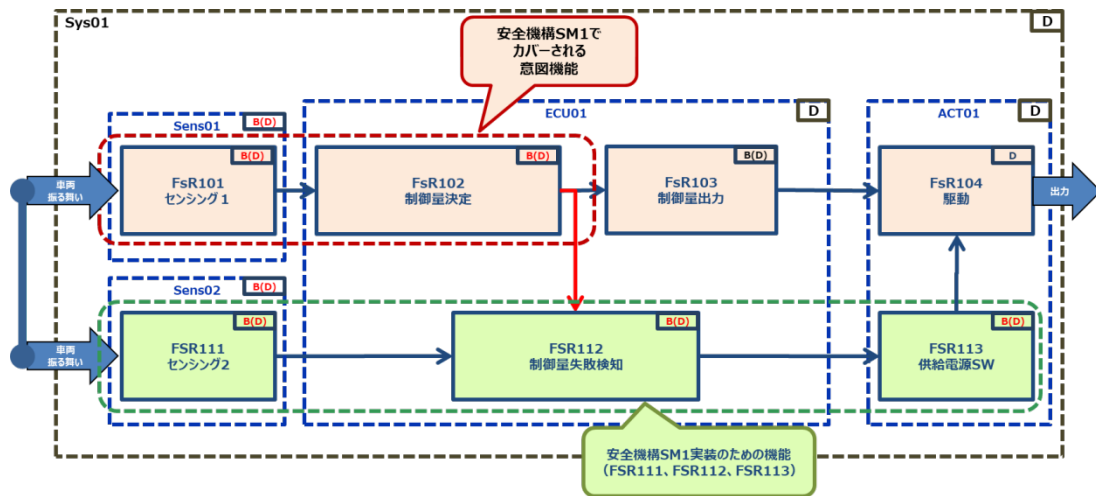 Sys01
D
安全機構SM1で
カバーされる
意図機能
Sens01
B(D)
ECU01
D
ACT01
D
車両
振る舞い
B(D)
FsR101
センシング１
B(D)
FsR102
制御量決定
B(D)
FsR103
制御量出力
D
FsR104
駆動
出力
Sens02
B(D)
車両
振る舞い
B(D)
FSR111
センシング2
B(D)
FSR112
制御量失敗検知
B(D)
FSR113
供給電源SW
安全機構SM1実装のための機能
（FSR111、FSR112、FSR113）